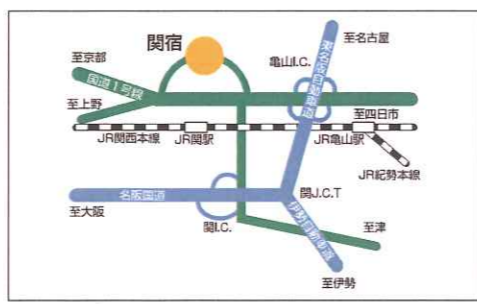 至名古屋
関宿
至京都
亀山I.C.
東名阪自動車道
国道1号線
至上野
至四日市
JR関西本線
JR関駅
JR亀山駅
JR紀勢本線
名阪国道
関J.C.T
至大阪
関I.C.
伊勢自動車道
至津
至伊勢